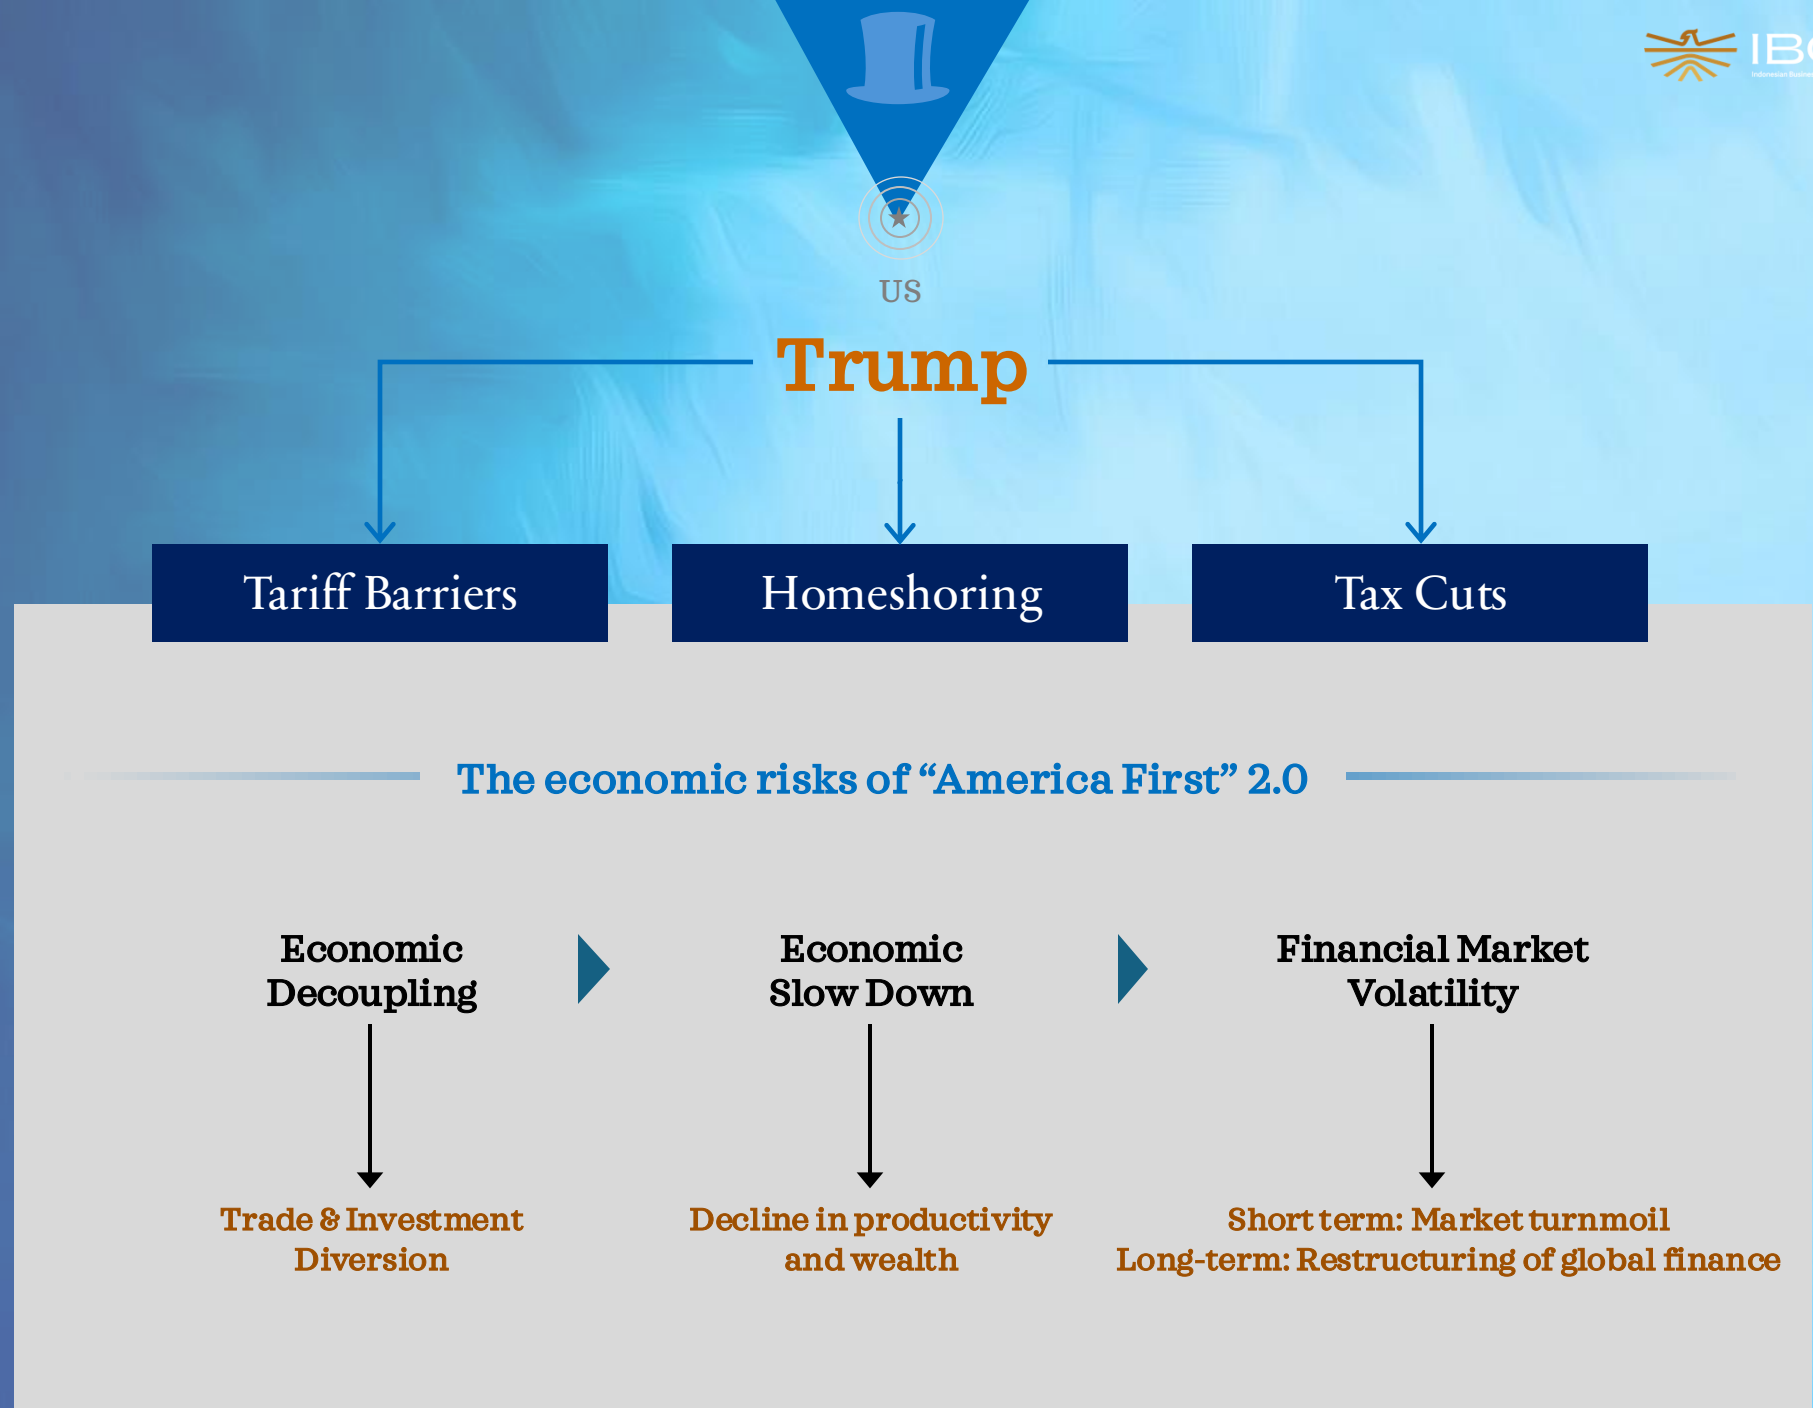 Indonesian
US
Trump
Tariff Barriers
Homeshoring
Tax Cuts
The economic risks of “America First” 2.0
Economic
Decoupling
Economic
Slow Down
Financial Market
Volatility
Trade & Investment
Diversion
Decline in productivity
and wealth
Short term: Market turnmoil
Long-term: Restructuring of global finance